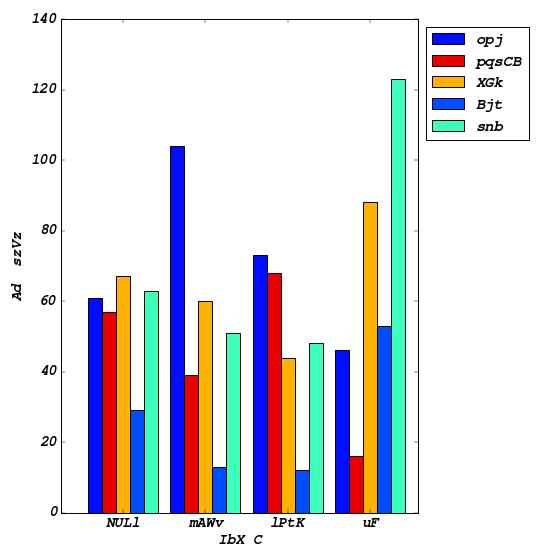 140
120
100
80
60
40
20
0
Ad szVz
NULl mAWv lPtK uF
IbX C
opj
pqsCB
XGk
Bjt
snb